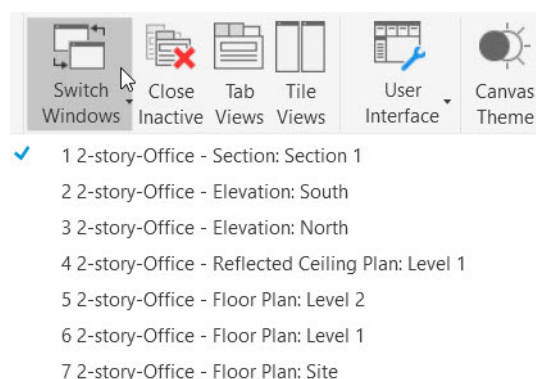 Switch Windows
Close Inactive
Tab Views
Tile Views
User Interface
Canvas Theme
1 2-story-Office - Section: Section 1
2 2-story-Office - Elevation: South
3 2-story-Office - Elevation: North
4 2-story-Office - Reflected Ceiling Plan: Level 1
5 2-story-Office - Floor Plan: Level 2
6 2-story-Office - Floor Plan: Level 1
7 2-story-Office - Floor Plan: Site